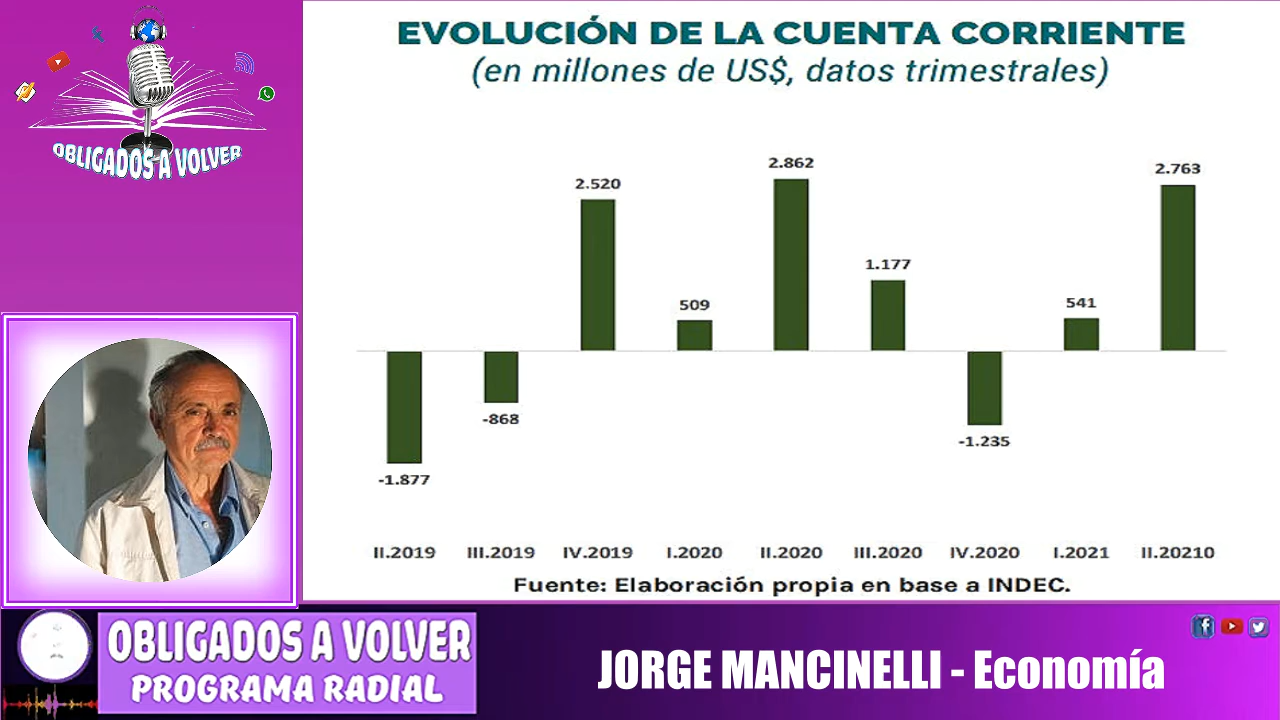 OBLIGADOS A VOLVER
EVOLUCIÓN DE LA CUENTA CORRIENTE
(en millones de US$, datos trimestrales)
-1.877
-868
2.520
509
2.862
1.177
-1.235
541
2.763
II.2019 III.2019 IV.2019 I.2020 II.2020 III.2020 IV.2020 I.2021 II.20210
Fuente: Elaboración propia en base a INDEC.
OBLIGADOS A VOLVER
PROGRAMA RADIAL
JORGE MANCINELLI - Economía